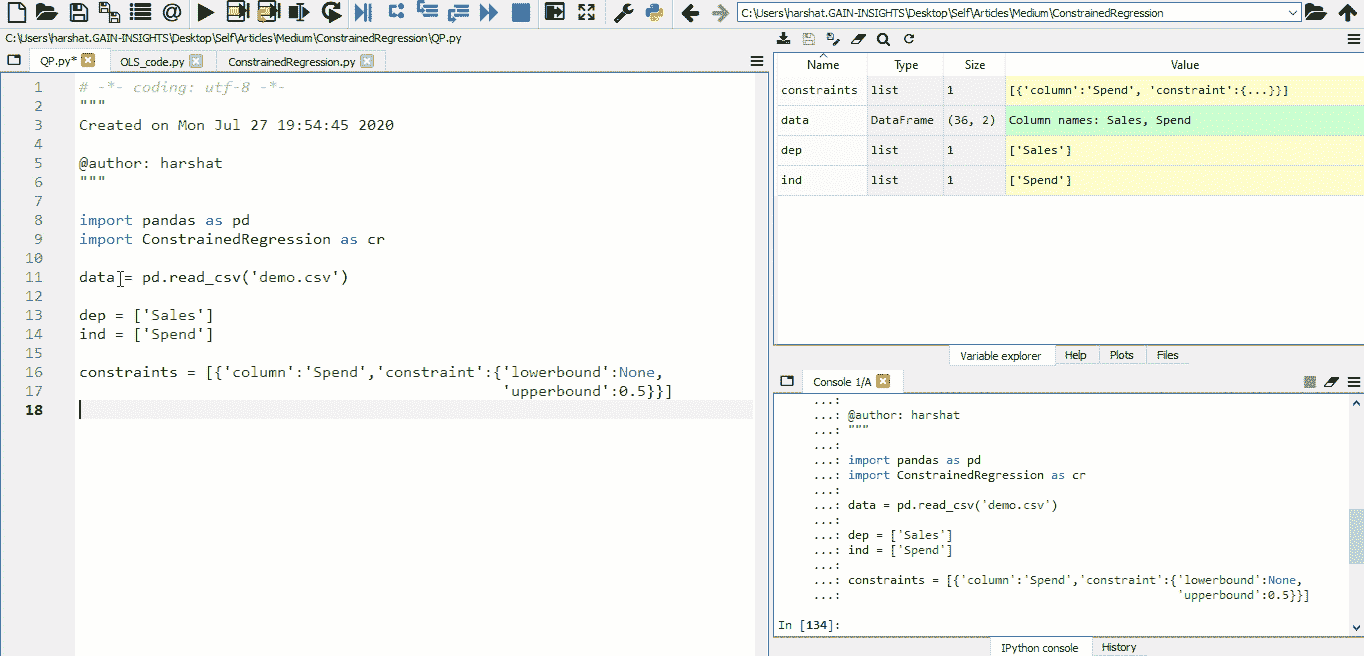 C:\Users\harshat.GAIN-INSIGHTS\Desktop\Self\Articles\Medium\ConstrainedRegression
C:\Users\harshat.GAIN-INSIGHTS\Desktop\Self\Articles\Medium\ConstrainedRegression\QP.py
QP.py* OLS_code.py ConstrainedRegression.py
1 # -*- coding: utf-8 -*-
2 """
3 Created on Mon Jul 27 19:54:45 2020
4
5 @author: harshat
6 """
7
8 import pandas as pd
9 import ConstrainedRegression as cr
10
11 data = pd.read_csv('demo.csv')
12
13 dep = ['Sales']
14 ind = ['Spend']
15
16 constraints = [{'column':'Spend','constraint':{'lowerbound':None,
17 'upperbound':0.5}}]
18
Name Type Size Value
constraints list 1 [{'column':'Spend', 'constraint':{...}}]
data DataFrame (36, 2) Column names: Sales, Spend
dep list 1 ['Sales']
ind list 1 ['Spend']
Variable explorer Help Plots Files
Console 1/A
...:
...: @author: harshat
...: """
...:
...: import pandas as pd
...: import ConstrainedRegression as cr
...:
...: data = pd.read_csv('demo.csv')
...:
...: dep = ['Sales']
...: ind = ['Spend']
...:
...: constraints = [{'column':'Spend','constraint':{'lowerbound':None,
...: 'upperbound':0.5}}]
In [134]:
IPython console History